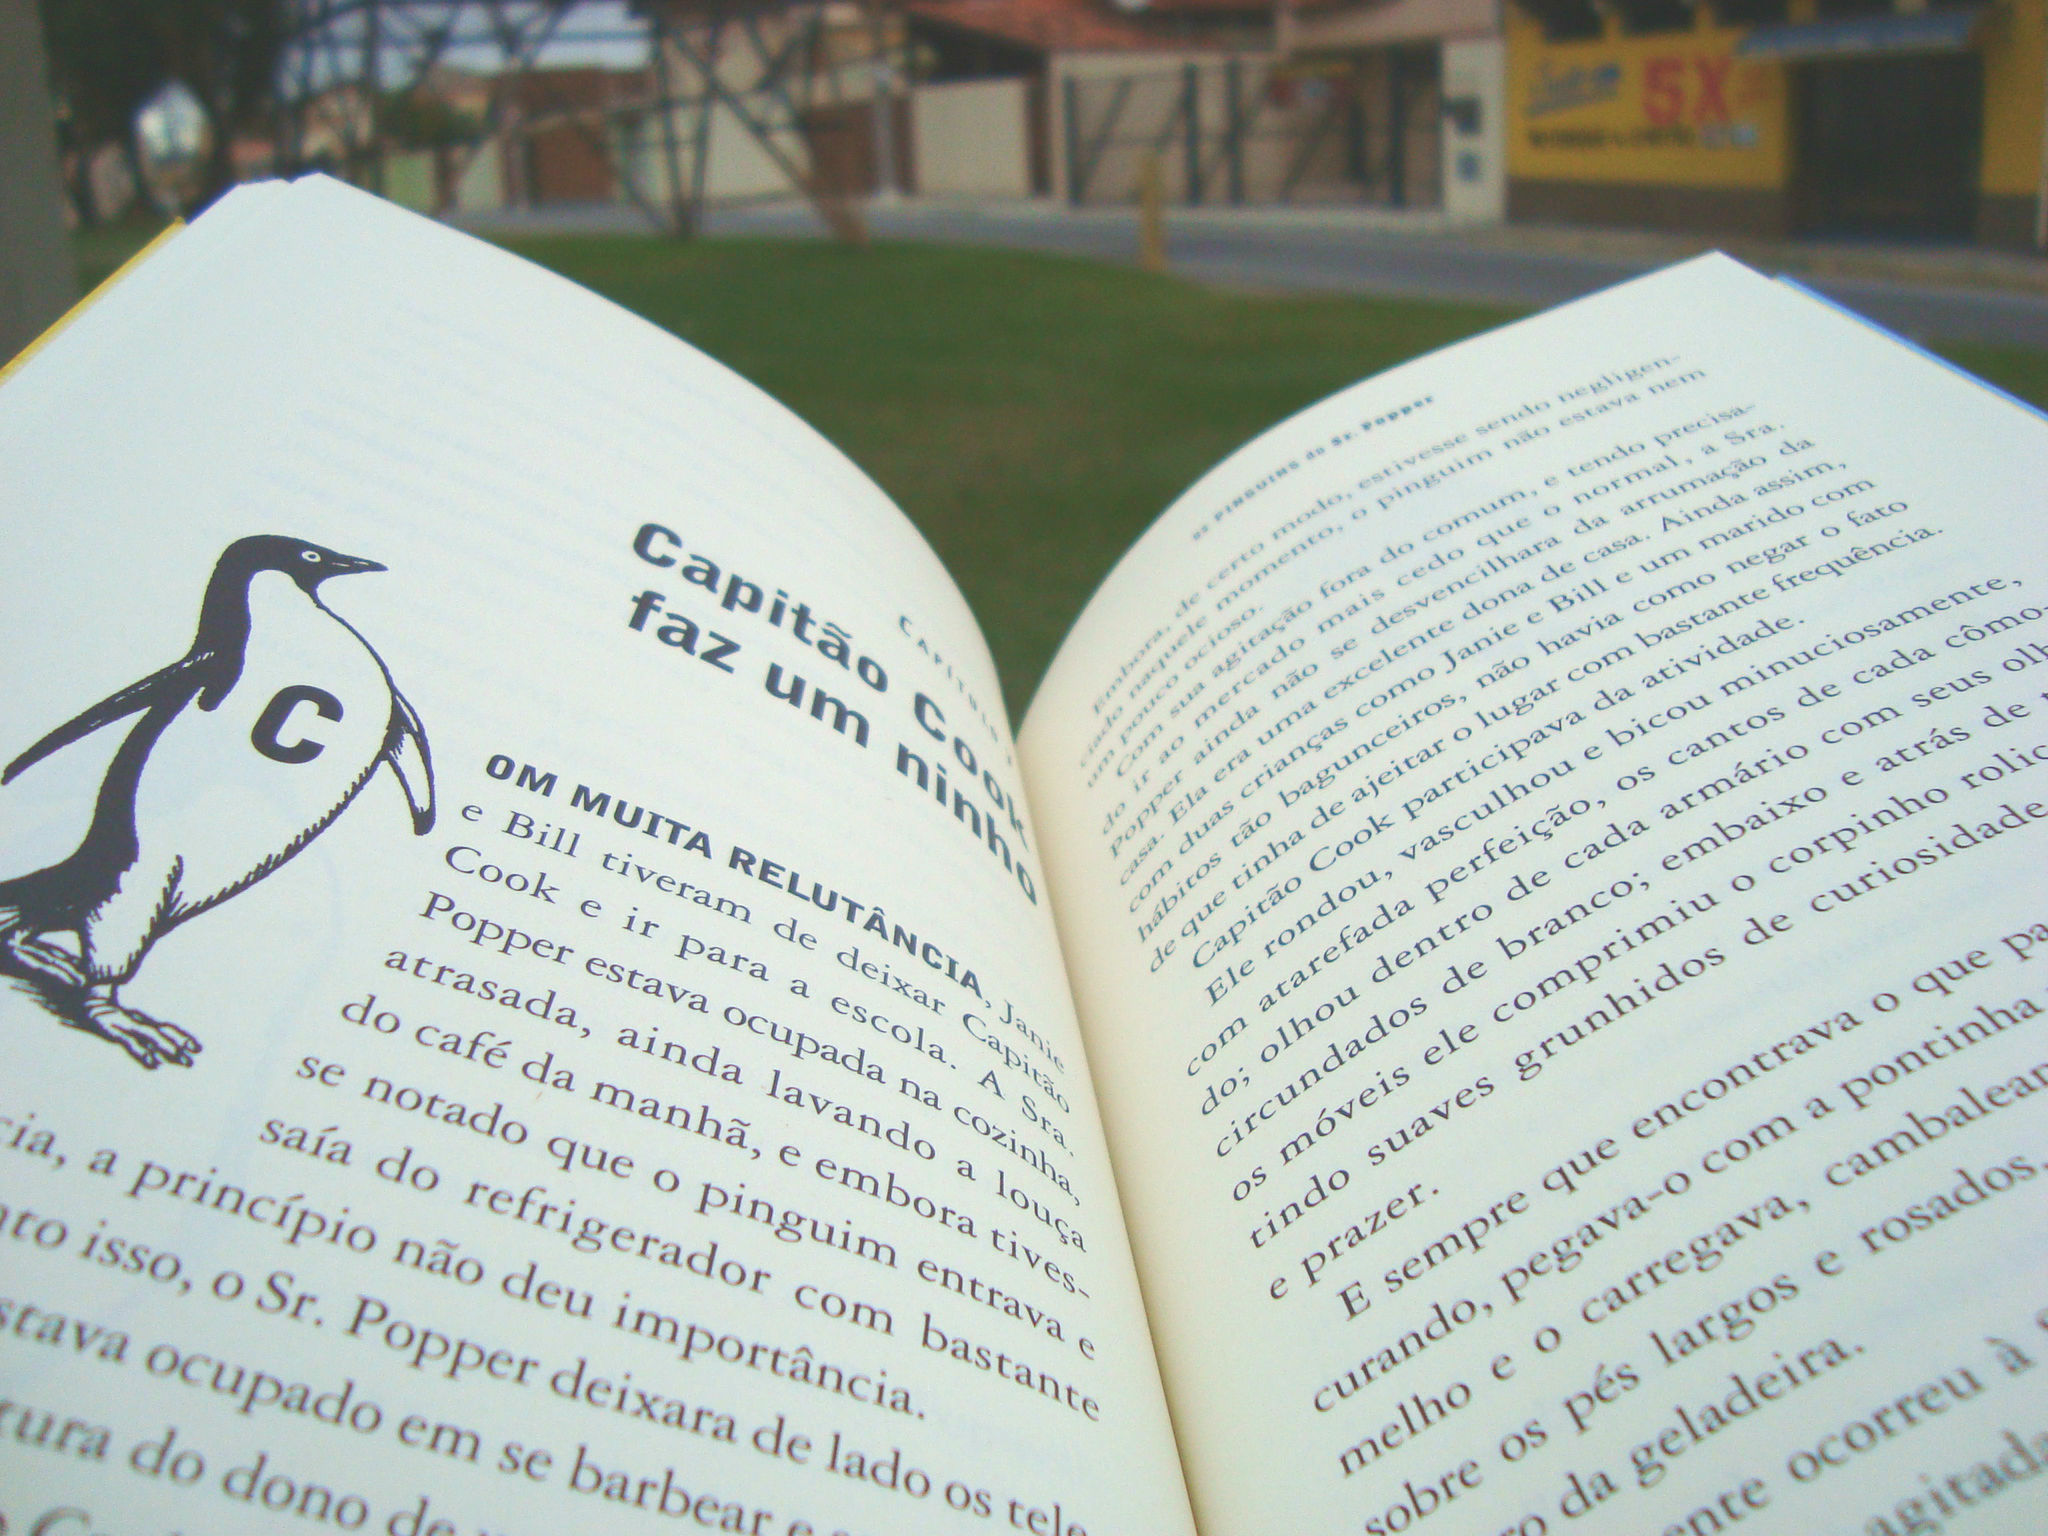 CAPÍTULO
Capitão Cook
faz um ninho
C
OM MUITA RELUTÂNCIA, Janie
e Bill tiveram de deixar Capitão
Cook e ir para a escola. A Sra.
Popper estava ocupada na cozinha,
atrasada, ainda lavando a louça
do café da manhã, e embora tives-
se notado que o pinguim entrava e
saía do refrigerador com bastante
cia, a princípio não deu importância.
nto isso, o Sr. Popper deixara de lado os tele
stava ocupado em se barbear e
tura do dono de
OS PINGUINS do Sr. Popper
Embora, de certo modo, estivesse sendo negligen-
ciado naquele momento, o pinguim não estava nem
um pouco ocioso.
Com sua agitação fora do comum, e tendo precisa-
do ir ao mercado mais cedo que o normal, a Sra.
Popper ainda não se desvencilhara da arrumação da
casa. Ela era uma excelente dona de casa. Ainda assim,
com duas crianças como Janie e Bill e um marido com
hábitos tão bagunceiros, não havia como negar o fato
de que tinha de ajeitar o lugar com bastante frequência.
Capitão Cook participava da atividade.
Ele rondou, vasculhou e bicou minuciosamente,
com atarefada perfeição, os cantos de cada cômo-
do; olhou dentro de cada armário com seus olh
circundados de branco; embaixo e atrás de
os móveis ele comprimiu o corpinho roliç
tindo suaves grunhidos de curiosidade
e prazer.
E sempre que encontrava o que pa
curando, pegava-o com a pontinha
melho e o carregava, cambalean
sobre os pés largos e rosados,
ro da geladeira.
ente ocorreu à
agitada
5X